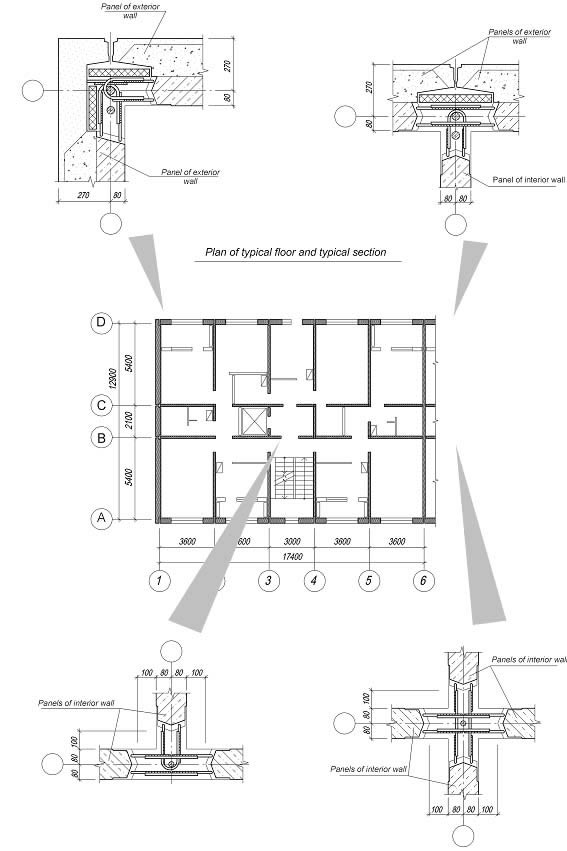 Panel of exterior
wall
270
80
Panel of exterior
wall
270
80
Panels of exterior
wall
270
80
Panel of interior wall
80
80
Plan of typical floor and typical section
D
C
B
A
12900
5400
2100
5400
3600
600
3000
3600
3600
17400
1
3
4
5
6
100
80
80
100
Panels of interior wall
100
80
80
Panels of interior wall
100
80
80
Panels of interior wall
100
80
80
100